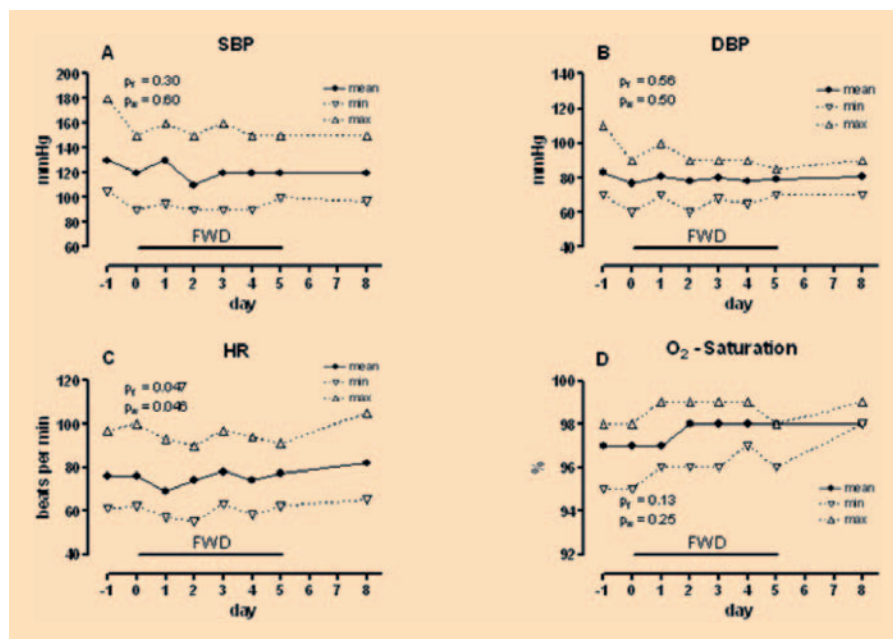 A
SBP
200
180
160
140
120
100
80
60
mmHg
pf = 0.30
pw = 0.60
mean
min
max
FWD
-1 0 1 2 3 4 5 6 7 8
day
B
DBP
140
120
100
80
60
40
mmHg
pf = 0.56
pw = 0.50
mean
min
max
FWD
-1 0 1 2 3 4 5 6 7 8
day
C
HR
120
100
80
60
40
beats per min
pf = 0.047
pw = 0.046
mean
min
max
FWD
-1 0 1 2 3 4 5 6 7 8
day
D
O₂ -Saturation
100
98
96
94
92
%
pf = 0.13
pw = 0.25
mean
min
max
FWD
-1 0 1 2 3 4 5 6 7 8
day